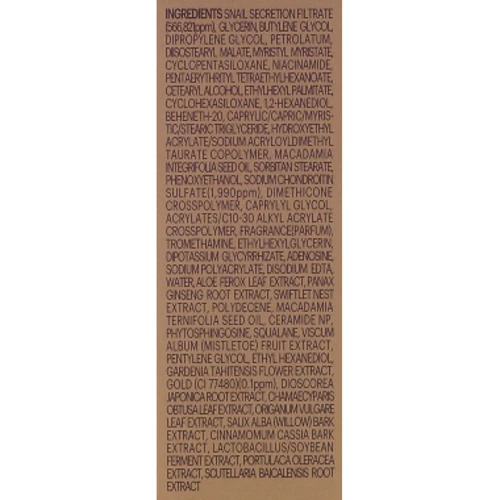 INGREDIENTS SNAIL SECRETION FILTRATE
(566,821ppm), GLYCERIN, BUTYLENE GLYCOL,
DIPROPYLENE GLYCOL, PETROLATUM,
DIISOSTEARYL MALATE, MYRISTYL MYRISTATE,
CYCLOPENTASILOXANE, NIACINAMIDE,
PENTAERYTHRITYL TETRAETHYLHEXANOATE,
CETEARYL ALCOHOL, ETHYLHEXYL PALMITATE,
CYCLOHEXASILOXANE, 1,2-HEXANEDIOL,
BEHENETH-20, CAPRYLIC/CAPRIC/MYRIS-
TIC/STEARIC TRIGLYCERIDE, HYDROXYETHYL
ACRYLATE/SODIUM ACRYLOYLDIMETHYL
TAURATE COPOLYMER, MACADAMIA
INTEGRIFOLIA SEED OIL, SORBITAN STEARATE,
PHENOXYETHANOL, SODIUM CHONDROITIN
SULFATE(1,990ppm), DIMETHICONE
CROSSPOLYMER, CAPRYLYL GLYCOL,
ACRYLATES/C10-30 ALKYL ACRYLATE
CROSSPOLYMER, FRAGRANCE(PARFUM),
TROMETHAMINE, ETHYLHEXYLGLYCERIN,
DIPOTASSIUM GLYCYRRHIZATE, ADENOSINE,
SODIUM POLYACRYLATE, DISODIUM EDTA,
WATER, ALOE FEROX LEAF EXTRACT, PANAX
GINSENG ROOT EXTRACT, SWIFTLET NEST
EXTRACT, POLYDECENE, MACADAMIA
TERNIFOLIA SEED OIL, CERAMIDE NP,
PHYTOSPHINGOSINE, SQUALANE, VISCUM
ALBUM (MISTLETOE) FRUIT EXTRACT,
PENTYLENE GLYCOL, ETHYL HEXANEDIOL,
GARDENIA TAHITENSIS FLOWER EXTRACT,
GOLD (CI 77480)(0.1ppm), DIOSCOREA
JAPONICA ROOT EXTRACT, CHAMAECYPARIS
OBTUSA LEAF EXTRACT, ORIGANUM VULGARE
LEAF EXTRACT, SALIX ALBA (WILLOW) BARK
EXTRACT, CINNAMOMUM CASSIA BARK
EXTRACT, LACTOBACILLUS/SOYBEAN
FERMENT EXTRACT, PORTULACA OLERACEA
EXTRACT, SCUTELLARIA BAICALENSIS ROOT
EXTRACT